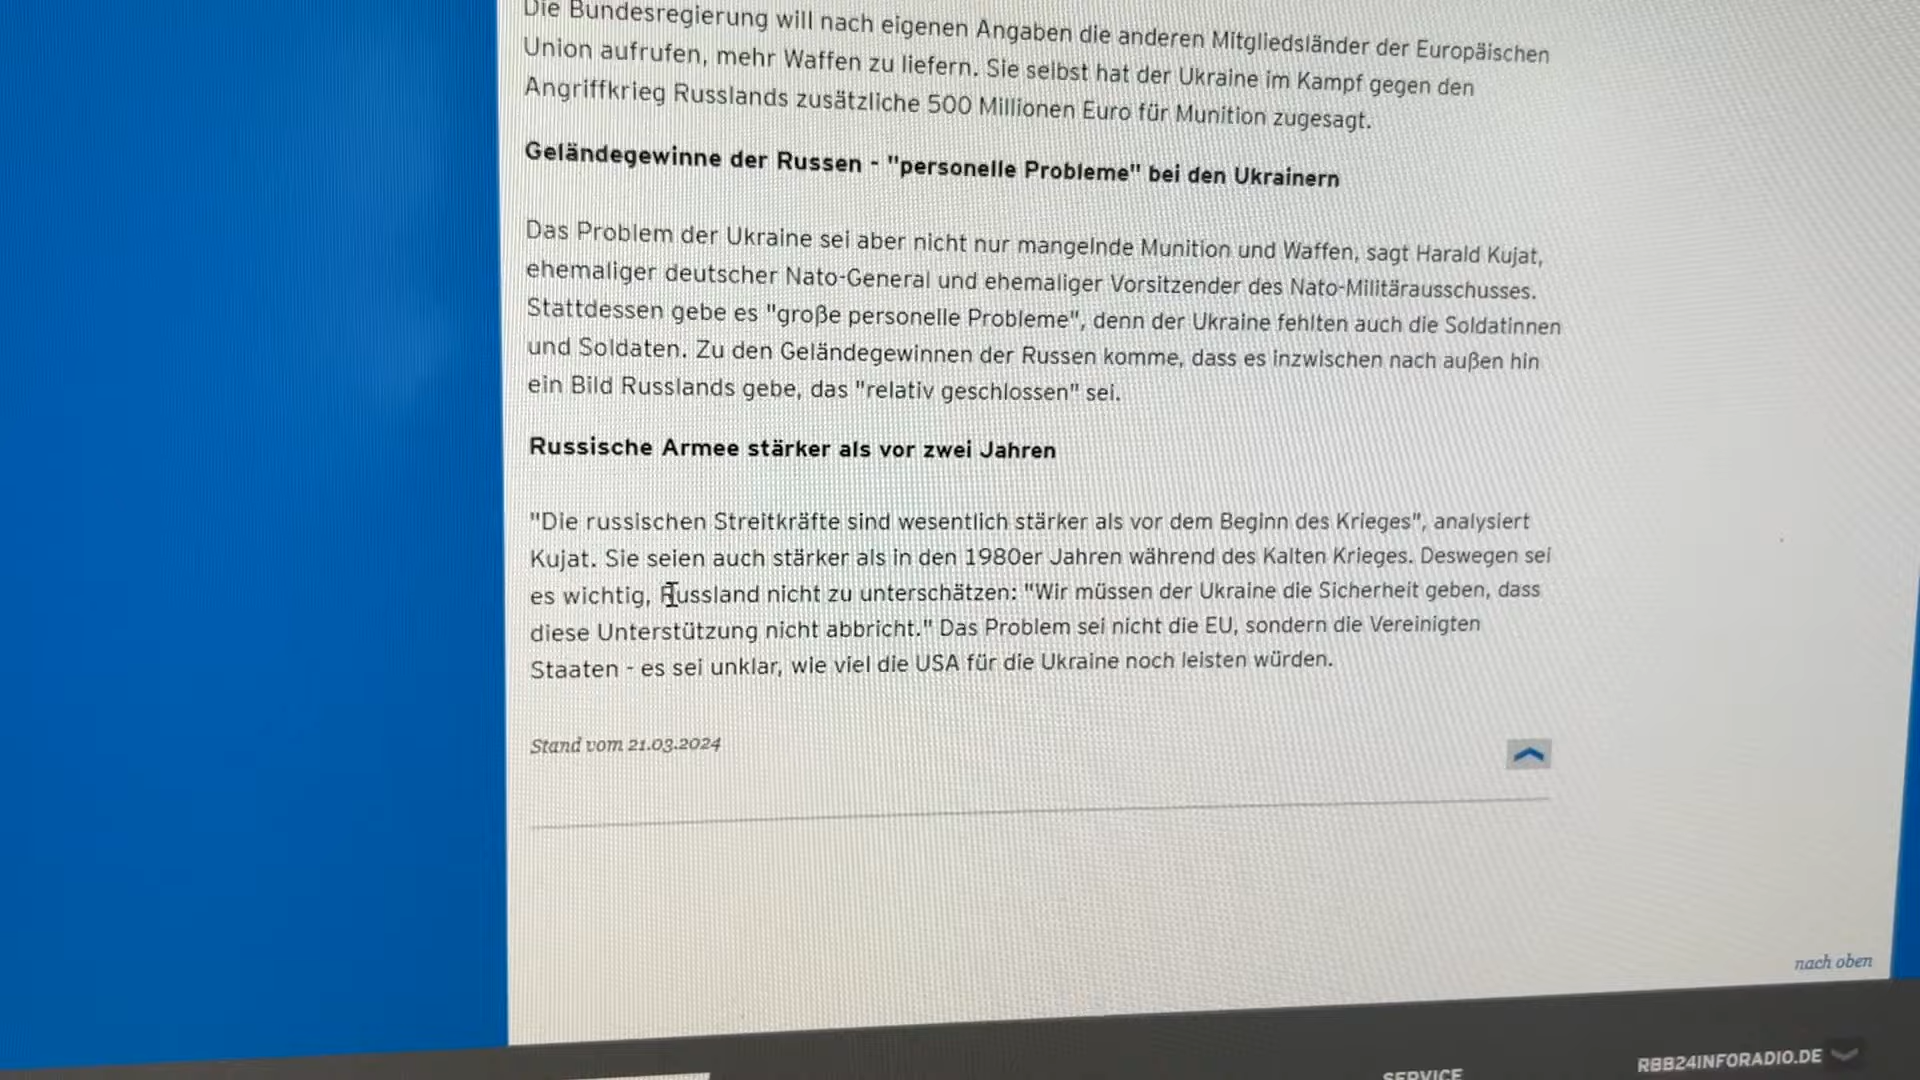 Die Bundesregierung will nach eigenen Angaben die anderen Mitgliedsländer der Europäischen
Union aufrufen, mehr Waffen zu liefern. Sie selbst hat der Ukraine im Kampf gegen den
Angriffkrieg Russlands zusätzliche 500 Millionen Euro für Munition zugesagt.
Geländegewinne der Russen - "personelle Probleme" bei den Ukrainern
Das Problem der Ukraine sei aber nicht nur mangelnde Munition und Waffen, sagt Harald Kujat,
ehemaliger deutscher Nato-General und ehemaliger Vorsitzender des Nato-Militärausschusses.
Stattdessen gebe es "große personelle Probleme", denn der Ukraine fehlten auch die Soldatinnen
und Soldaten. Zu den Geländegewinnen der Russen komme, dass es inzwischen nach außen hin
ein Bild Russlands gebe, das "relativ geschlossen" sei.
Russische Armee stärker als vor zwei Jahren
"Die russischen Streitkräfte sind wesentlich stärker als vor dem Beginn des Krieges", analysiert
Kujat. Sie seien auch stärker als in den 1980er Jahren während des Kalten Krieges. Deswegen sei
es wichtig, Russland nicht zu unterschätzen: "Wir müssen der Ukraine die Sicherheit geben, dass
diese Unterstützung nicht abbricht." Das Problem sei nicht die EU, sondern die Vereinigten
Staaten - es sei unklar, wie viel die USA für die Ukraine noch leisten würden.
Stand vom 21.03.2024
nach oben
SERVICE
RBB24INFORADIO.DE